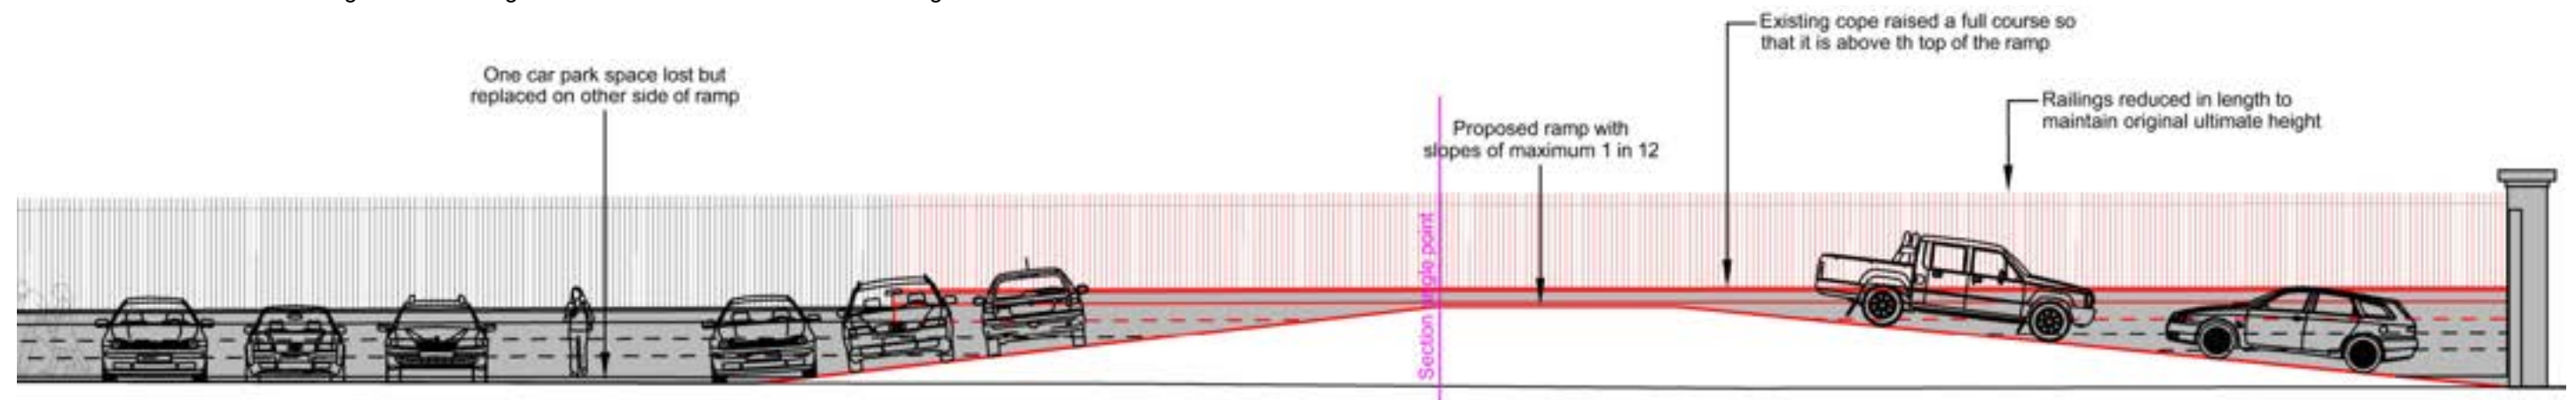 One car park space lost but
replaced on other side of ramp
Section angle point
Proposed ramp with
slopes of maximum 1 in 12
Existing cope raised a full course so
that it is above th top of the ramp
Railings reduced in length to
maintain original ultimate height